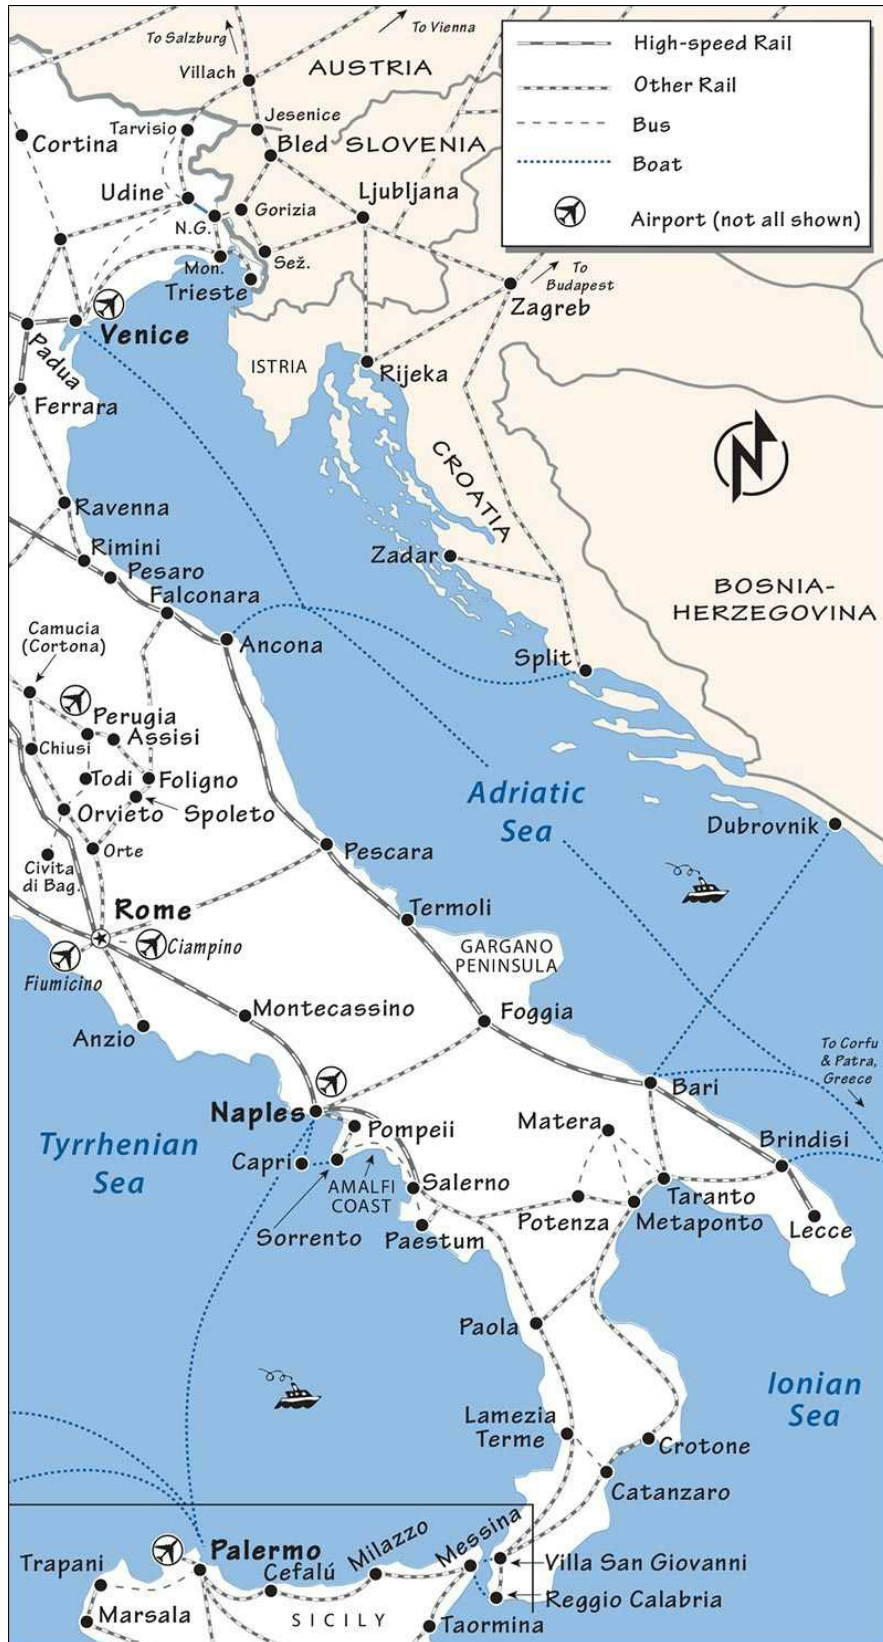 To Salzburg
To Vienna
Villach
AUSTRIA
High-speed Rail
Other Rail
Bus
Boat
Airport (not all shown)
Tarvisio
Jesenice
Cortina
Bled
SLOVENIA
Udine
Ljubljana
Gorizia
N.G.
Mon.
Sež.
Trieste
To
Budapest
Zagreb
Venice
Padua
ISTRIA
Rijeka
Ferrara
CROATIA
N
Ravenna
Rimini
Zadar
Pesaro
BOSNIA-
HERZEGOVINA
Falconara
Camucia
(Cortona)
Ancona
Split
Perugia
Assisi
Chiusi
Todi
Foligno
Adriatic
Sea
Orvieto
Spoleto
Dubrovnik
Orte
Pescara
Civita
di Bag.
Rome
Termoli
Ciampino
GARGANO
PENINSULA
Fiumicino
Montecassino
Foggia
Anzio
To Corfu
& Patra,
Greece
Bari
Naples
Pompeii
Matera
Tyrrhenian
Sea
Brindisi
Capri
AMALFI
COAST
Salerno
Taranto
Potenza
Metaponto
Lecce
Sorrento
Paestum
Paola
Ionian
Sea
Lamezia
Terme
Crotone
Catanzaro
Palermo
Milazzo
Messina
Trapani
Cefalú
Villa San Giovanni
Reggio Calabria
Marsala
SICILY
Taormina